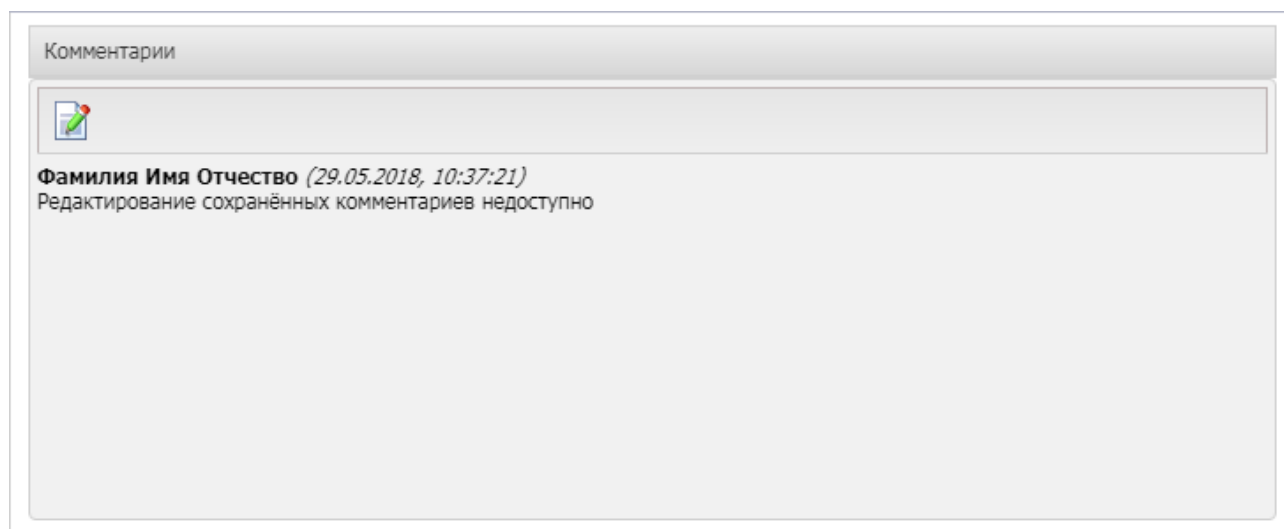 Комментарии
Фамилия Имя Отчество (29.05.2018, 10:37:21)
Редактирование сохранённых комментариев недоступно